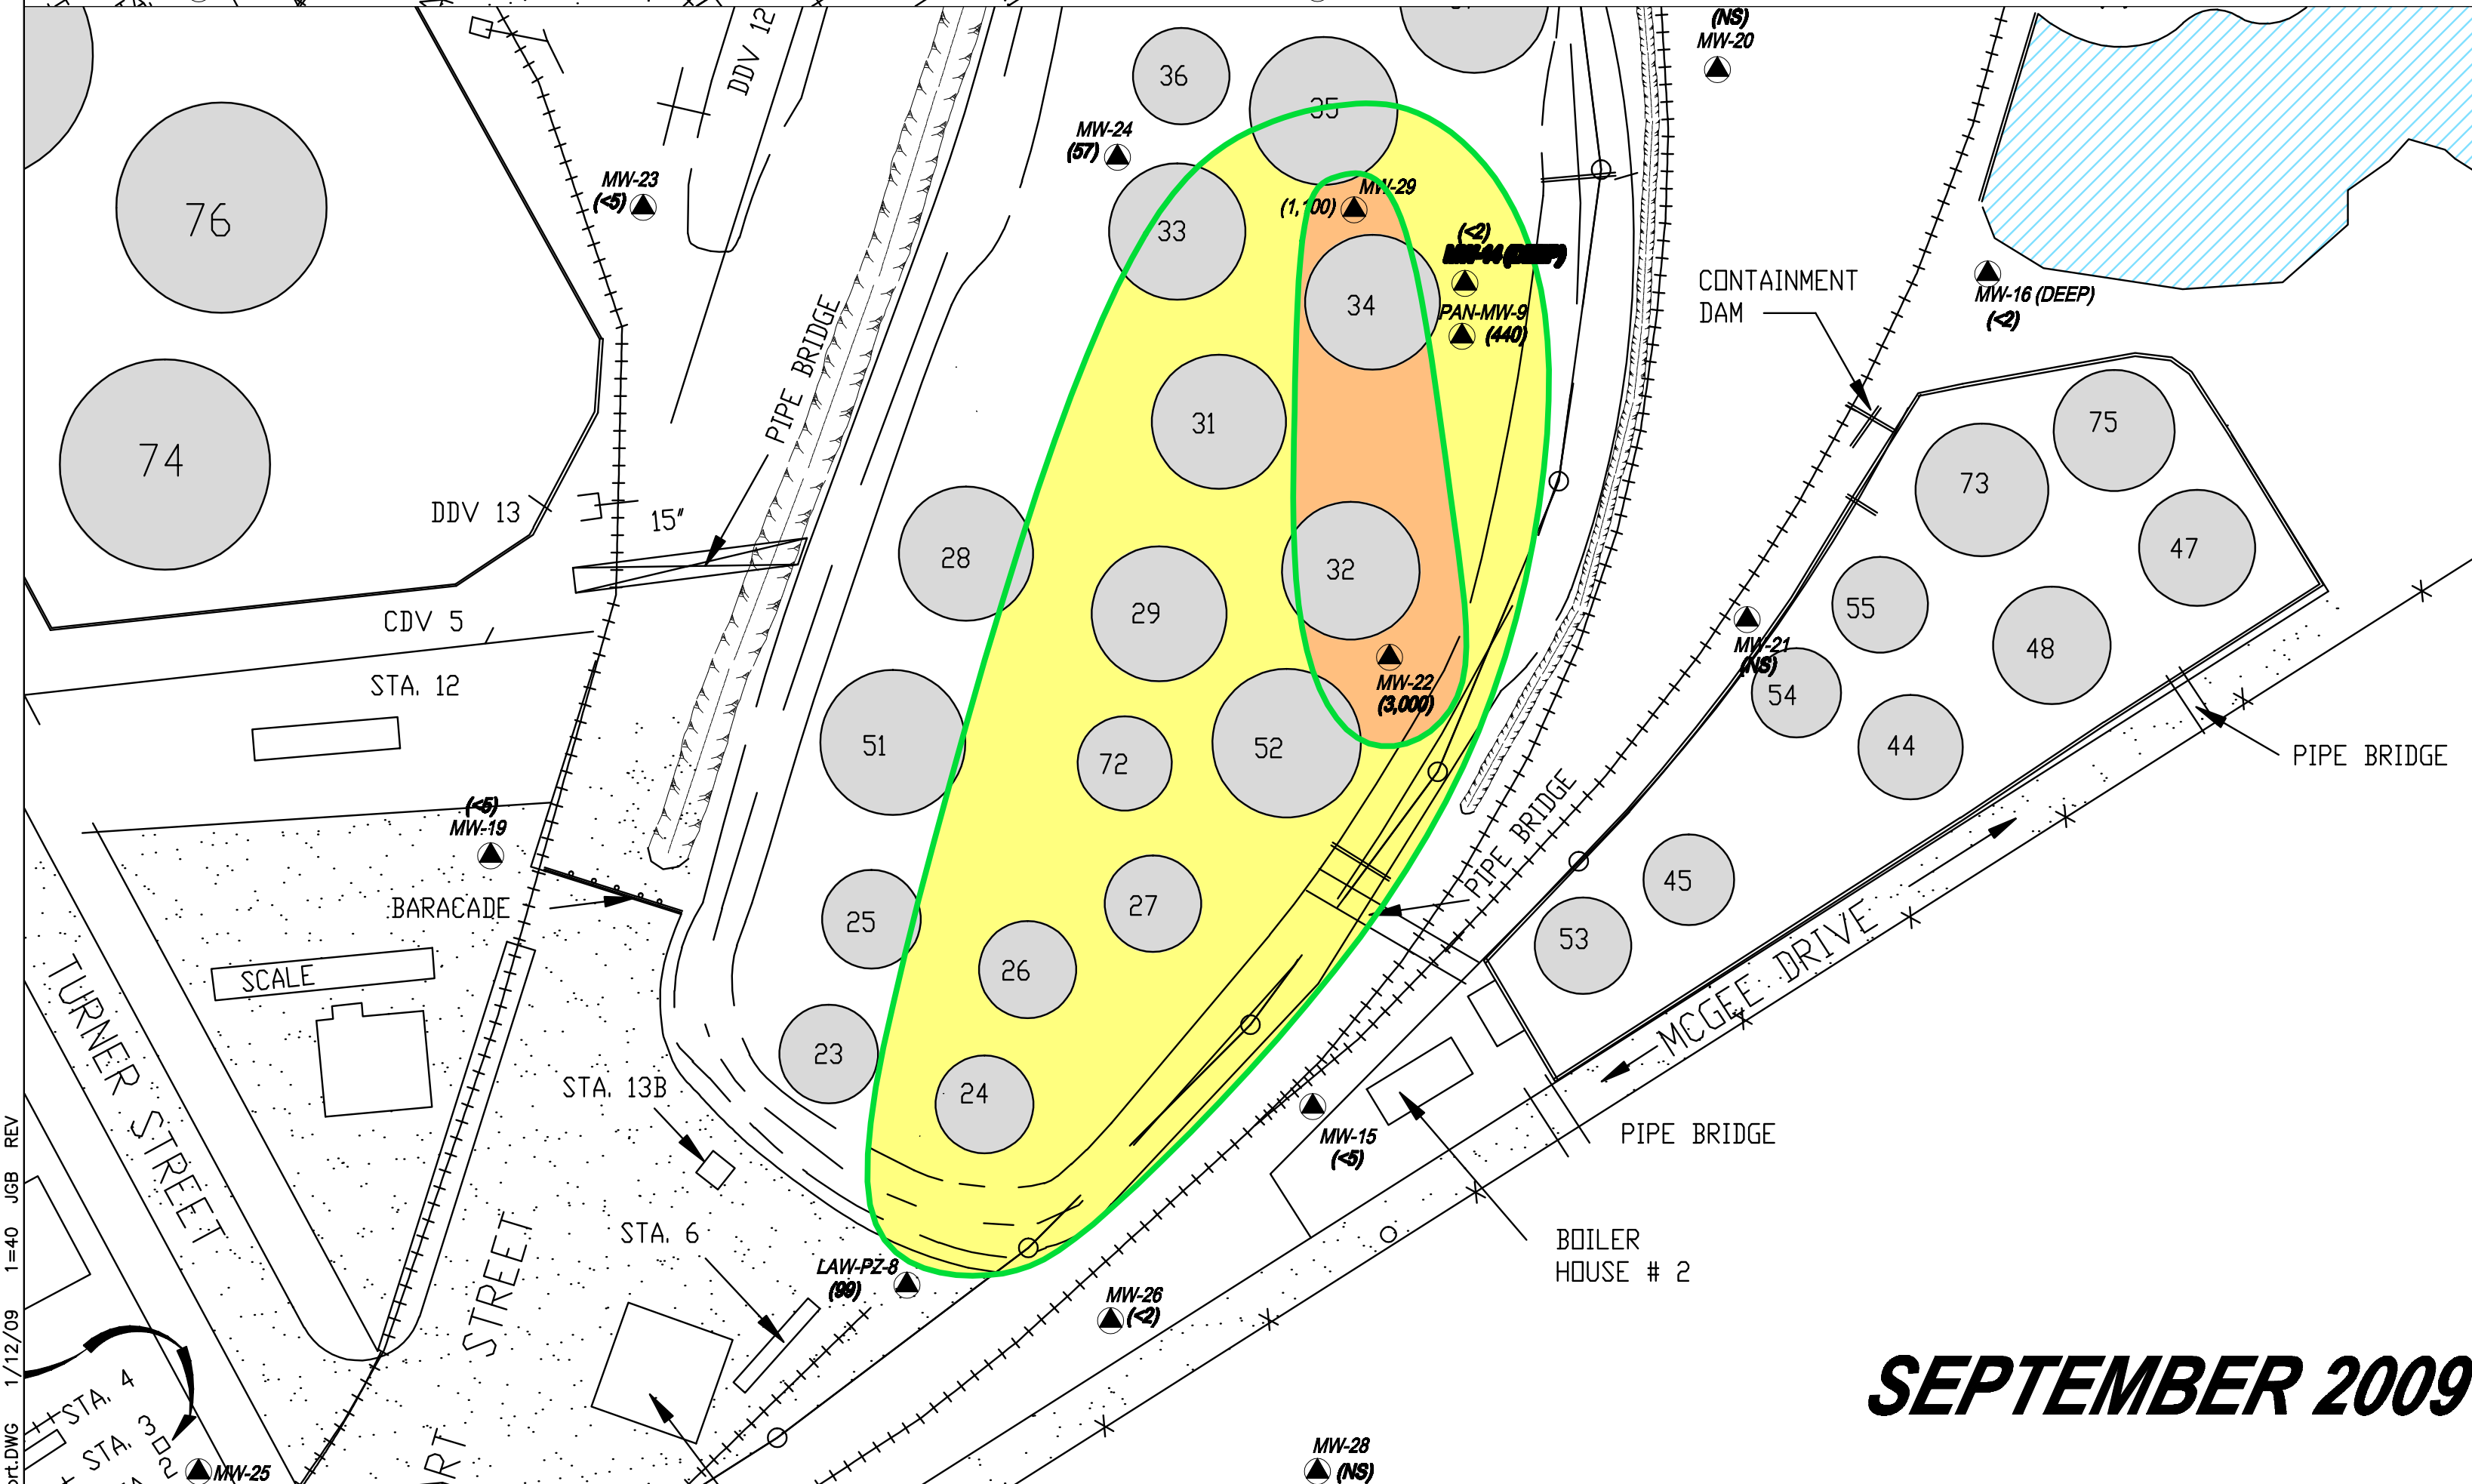 DDV 12
(NS)
MW-20
36
35
MW-24
(57)
76
MW-23
(<5)
33
MW-29
(1,100)
(<2)
34
PAN-MW-9
(440)
CONTAINMENT
DAM
MW-16 (DEEP)
(<2)
PIPE BRIDGE
31
74
75
73
DDV 13
15"
28
32
47
29
55
CDV 5
48
MW-21
(NS)
STA. 12
54
MW-22
(3,000)
51
52
72
44
PIPE BRIDGE
(<5)
MW-19
PIPE BRIDGE
BARACADE
25
27
45
53
SCALE
26
MCGEE DRIVE
TURNER STREET
23
24
STA. 13B
MW-15
(<5)
PIPE BRIDGE
STA. 6
LAW-PZ-8
(99)
BOILER
HOUSE # 2
MW-26
(<2)
STREET
SEPTEMBER 2009
STA. 4
STA. 3
MW-25
MW-28
(NS)
1/12/09 1=40 JGB REV